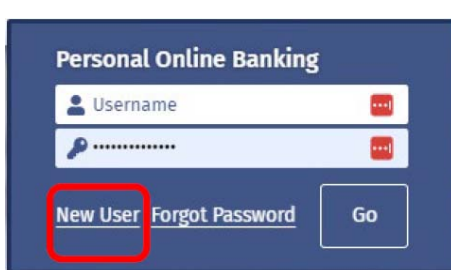 Personal Online Banking
Username
••••••••••••••
New User Forgot Password Go